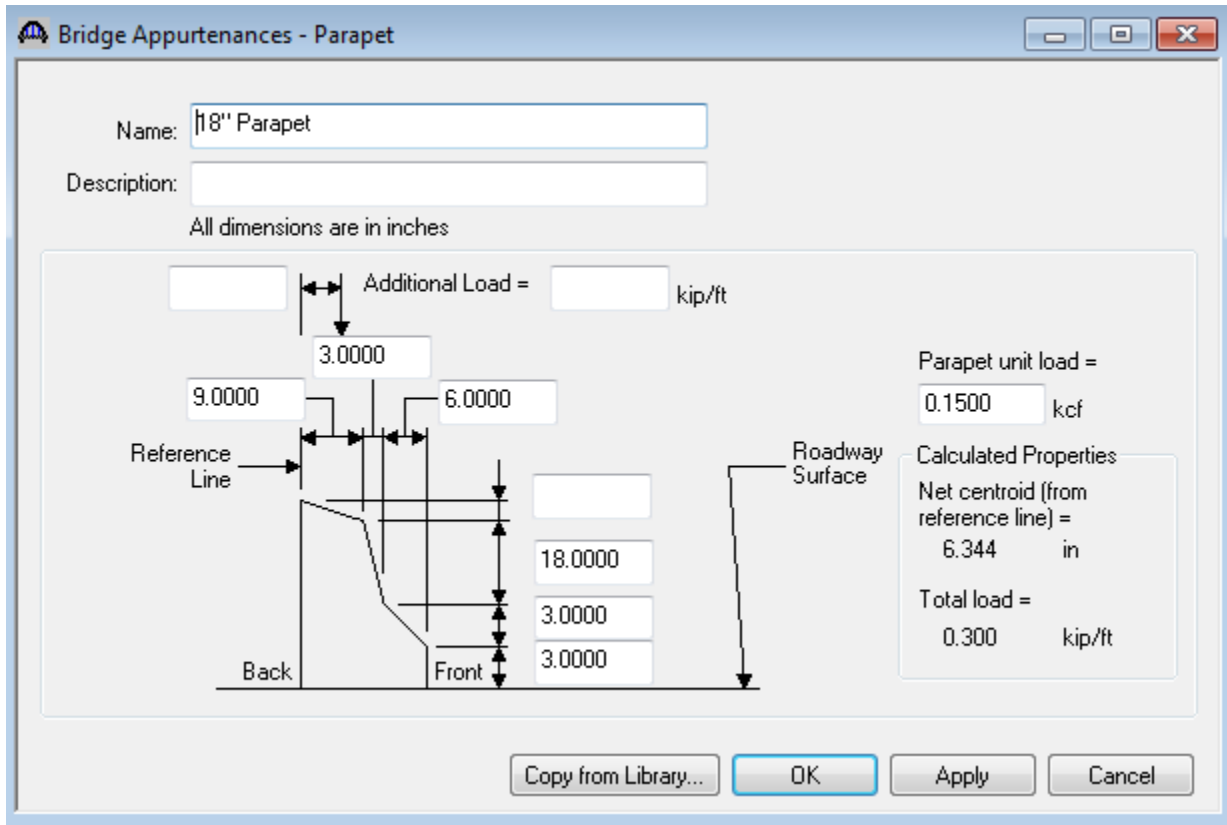 Bridge Appurtenances - Parapet
Name: 18" Parapet
Description:
All dimensions are in inches
Additional Load = kip/ft
3.0000
9.0000
6.0000
Reference
Line
Roadway
Surface
18.0000
3.0000
3.0000
Back
Front
Parapet unit load =
0.1500 kcf
Calculated Properties
Net centroid (from
reference line) =
6.344 in
Total load =
0.300 kip/ft
Copy from Library...
OK
Apply
Cancel